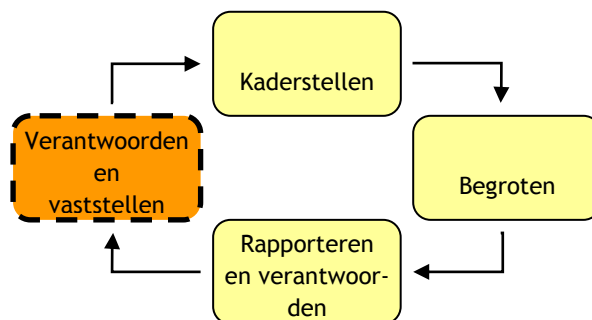 Kaderstellen
Verantwoorden
en
vaststellen
Begroten
Rapporteren
en verantwoor-
den